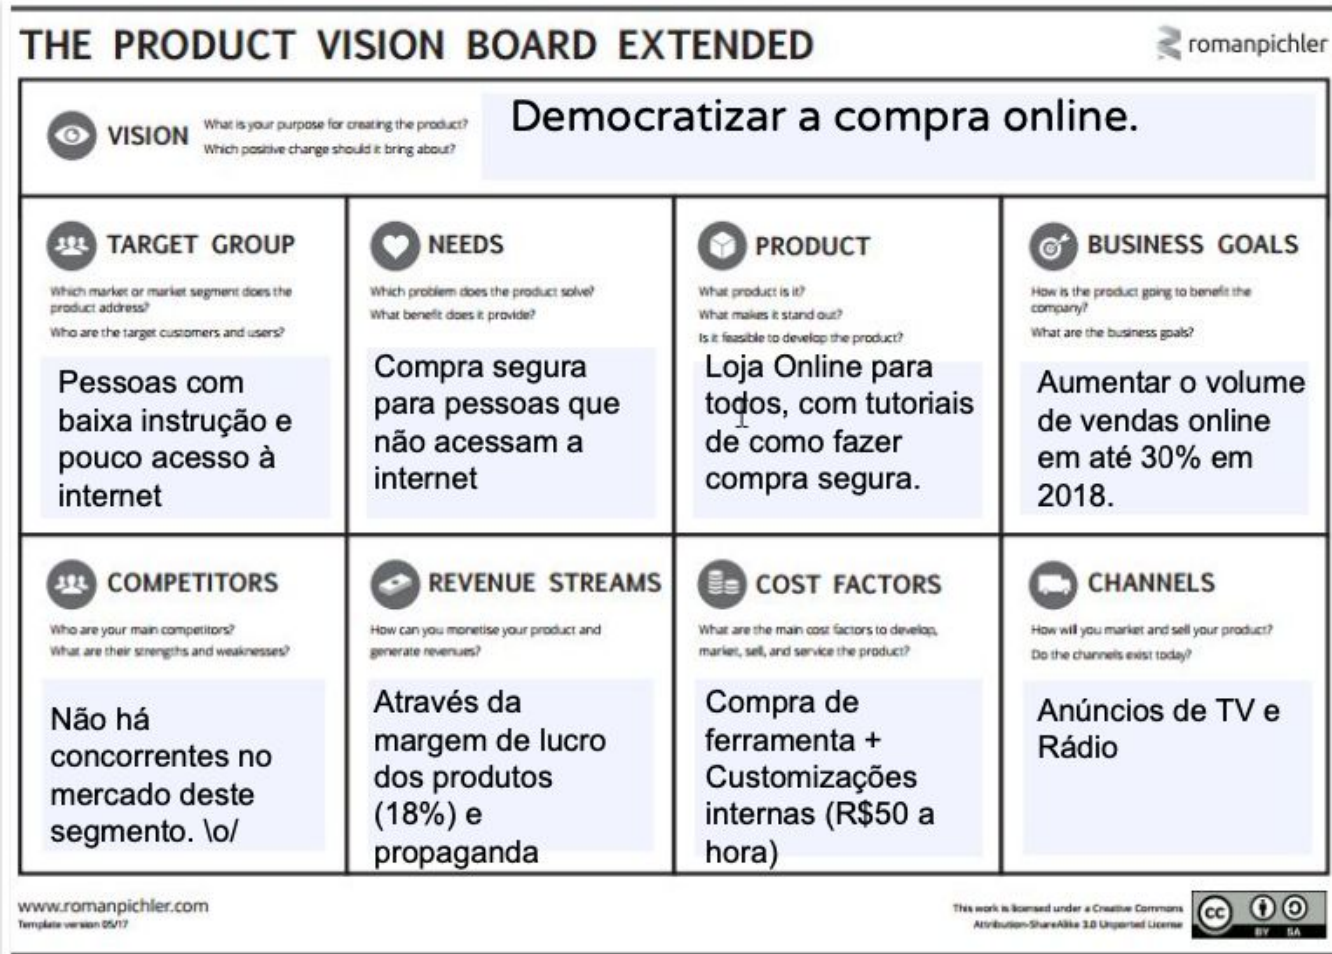 THE PRODUCT VISION BOARD EXTENDED
romanpichler
VISION
What is your purpose for creating the product?
Which positive change should it bring about?
Democratizar a compra online.
TARGET GROUP
Which market or market segment does the
product address?
Who are the target customers and users?
Pessoas com
baixa instrução e
pouco acesso à
internet
NEEDS
Which problem does the product solve?
What benefit does it provide?
Compra segura
para pessoas que
não acessam a
internet
PRODUCT
What product is it?
What makes it stand out?
Is it feasible to develop the product?
Loja Online para
todos, com tutoriais
de como fazer
compra segura.
BUSINESS GOALS
How is the product going to benefit the
company?
What are the business goals?
Aumentar o volume
de vendas online
em até 30% em
2018.
COMPETITORS
Who are your main competitors?
What are their strengths and weaknesses?
Não há
concorrentes no
mercado deste
segmento. \o/
REVENUE STREAMS
How can you monetise your product and
generate revenues?
Através da
margem de lucro
dos produtos
(18%) e
propaganda
COST FACTORS
What are the main cost factors to develop,
market, sell, and service the product?
Compra de
ferramenta +
Customizações
internas (R$50 a
hora)
CHANNELS
How will you market and sell your product?
Do the channels exist today?
Anúncios de TV e
Rádio
www.romanpichler.com
Template version 05/17
This work is licensed under a Creative Commons
Attribution-ShareAlike 3.0 Unported License
cc
BY SA